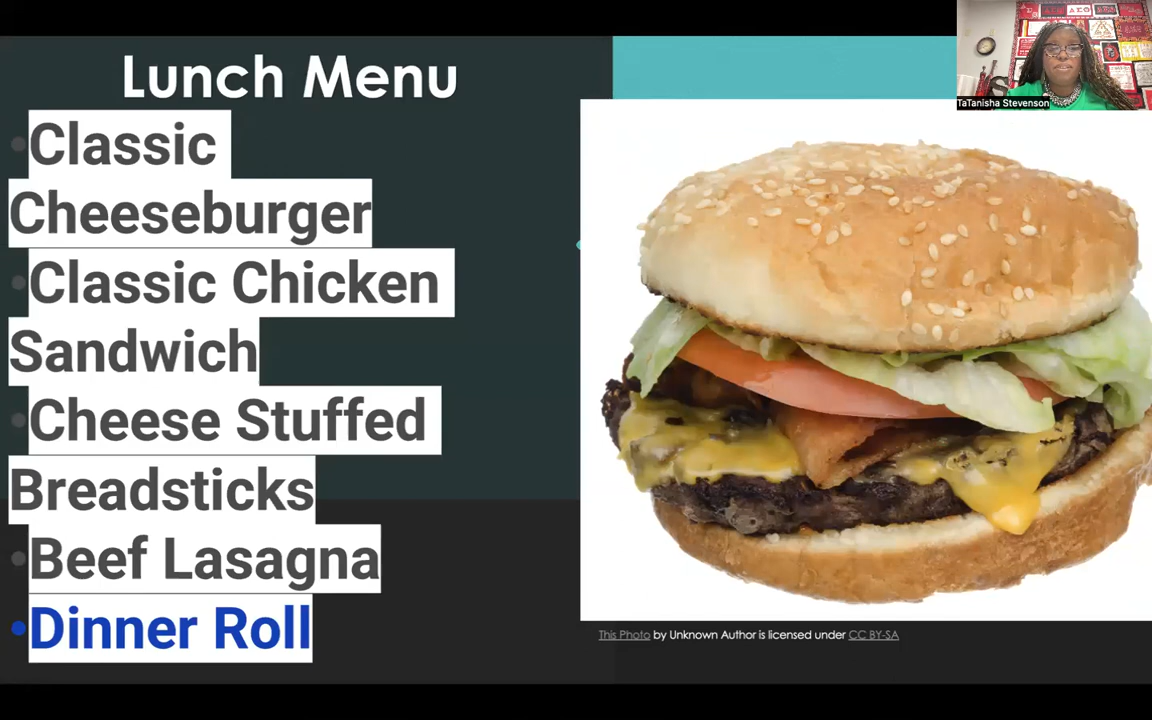 Lunch Menu
• Classic
Cheeseburger
• Classic Chicken
Sandwich
• Cheese Stuffed
Breadsticks
• Beef Lasagna
• Dinner Roll
TaTanisha Stevenson
This Photo by Unknown Author is licensed under CC BY-SA